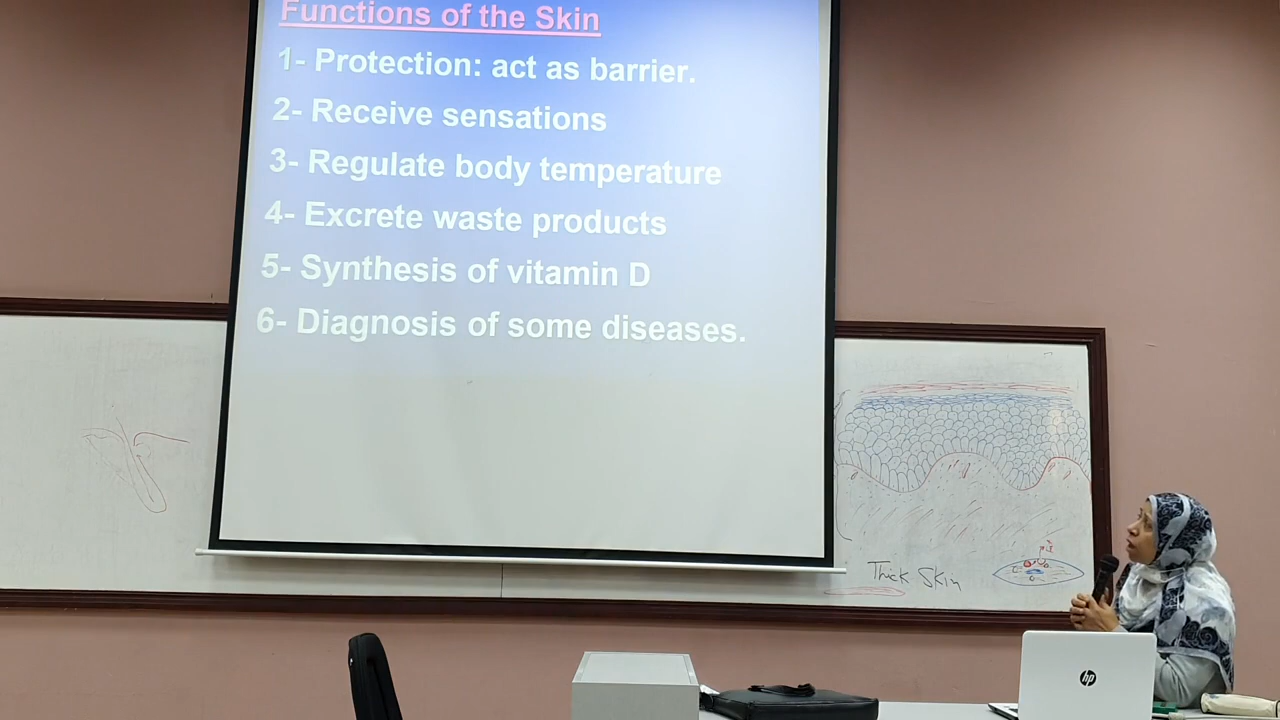 Functions of the Skin
1- Protection: act as barrier.
2- Receive sensations
3- Regulate body temperature
4- Excrete waste products
5- Synthesis of vitamin D
6- Diagnosis of some diseases.
Thick Skin
hp